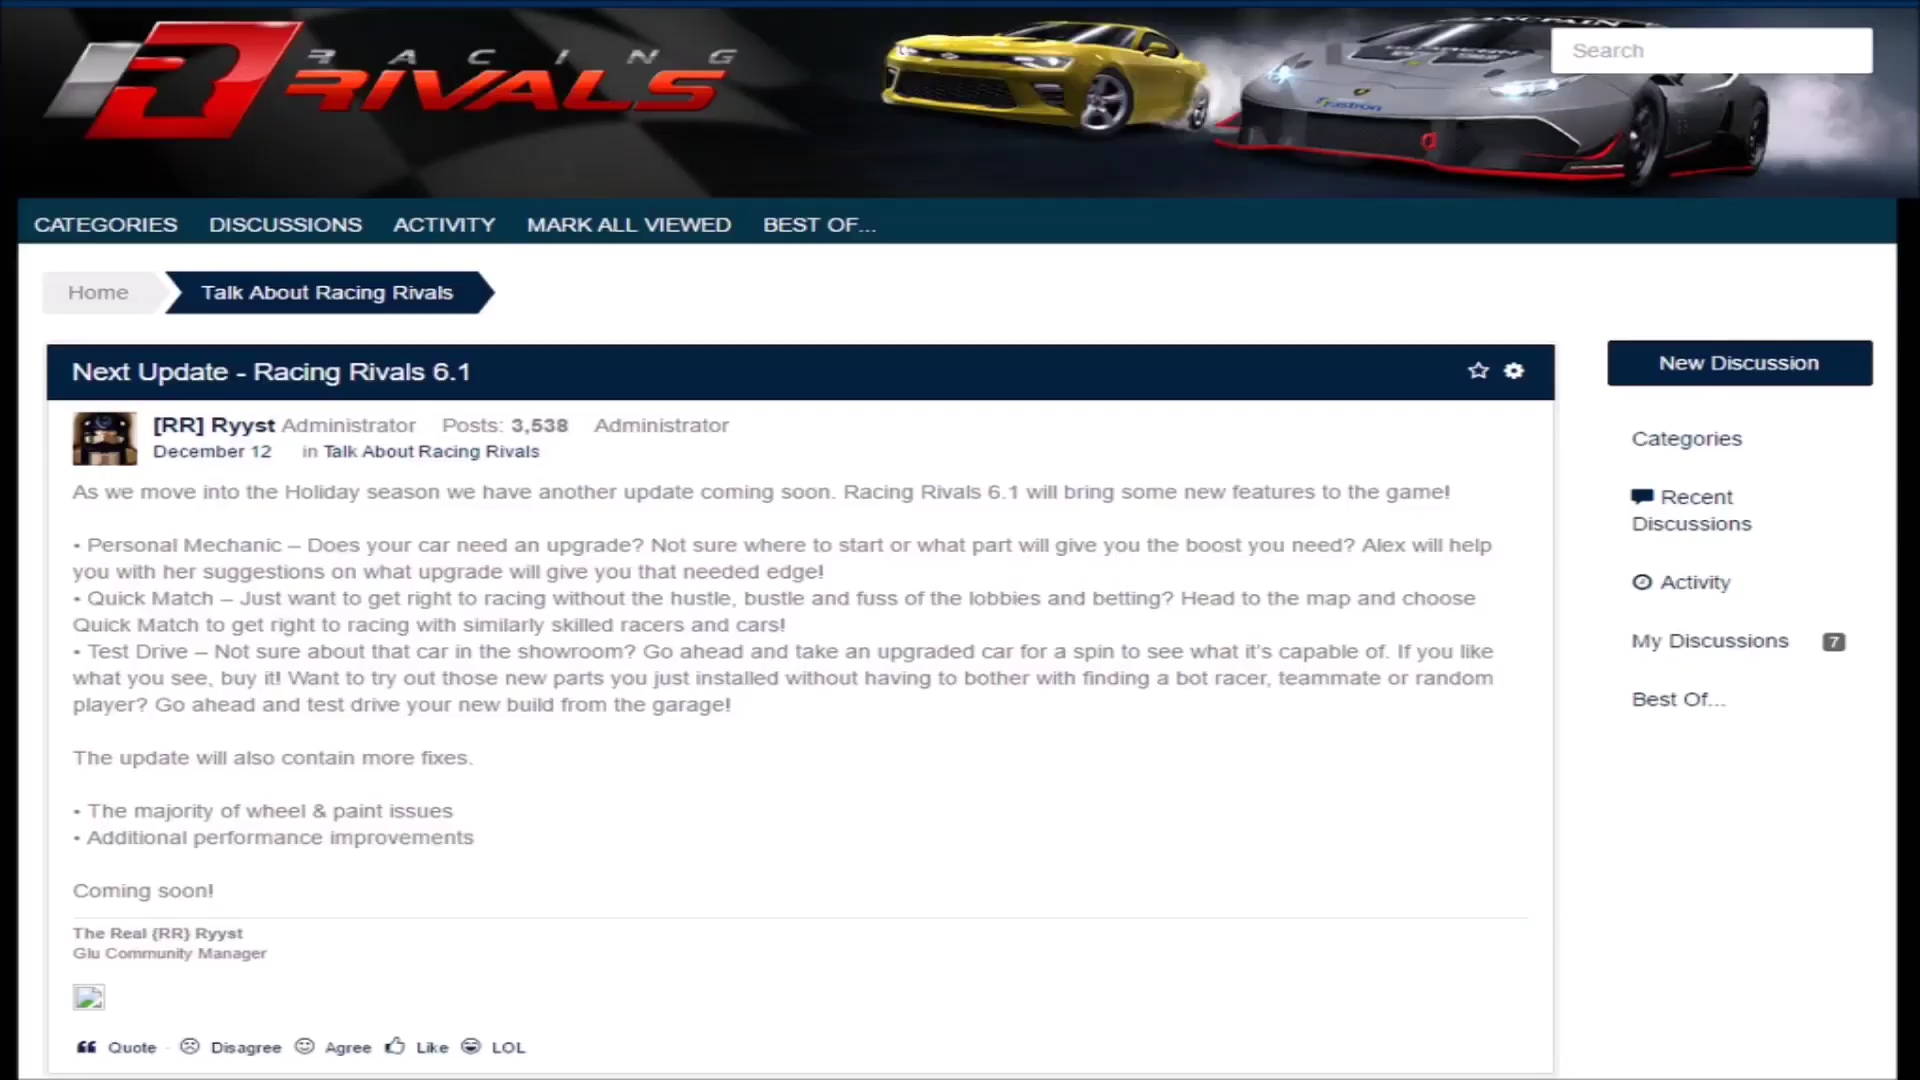 RACING
RIVALS
LANCPAIN
fastron
Search
CATEGORIES DISCUSSIONS ACTIVITY MARK ALL VIEWED BEST OF...
Home Talk About Racing Rivals
Next Update - Racing Rivals 6.1
[RR] Ryyst Administrator Posts: 3,538 Administrator
December 12 in Talk About Racing Rivals
As we move into the Holiday season we have another update coming soon. Racing Rivals 6.1 will bring some new features to the game!
• Personal Mechanic – Does your car need an upgrade? Not sure where to start or what part will give you the boost you need? Alex will help
you with her suggestions on what upgrade will give you that needed edge!
• Quick Match – Just want to get right to racing without the hustle, bustle and fuss of the lobbies and betting? Head to the map and choose
Quick Match to get right to racing with similarly skilled racers and cars!
• Test Drive – Not sure about that car in the showroom? Go ahead and take an upgraded car for a spin to see what it's capable of. If you like
what you see, buy it! Want to try out those new parts you just installed without having to bother with finding a bot racer, teammate or random
player? Go ahead and test drive your new build from the garage!
The update will also contain more fixes.
• The majority of wheel & paint issues
• Additional performance improvements
Coming soon!
The Real {RR} Ryyst
Glu Community Manager
Quote Disagree Agree Like LOL
New Discussion
Categories
Recent
Discussions
Activity
My Discussions 7
Best Of...